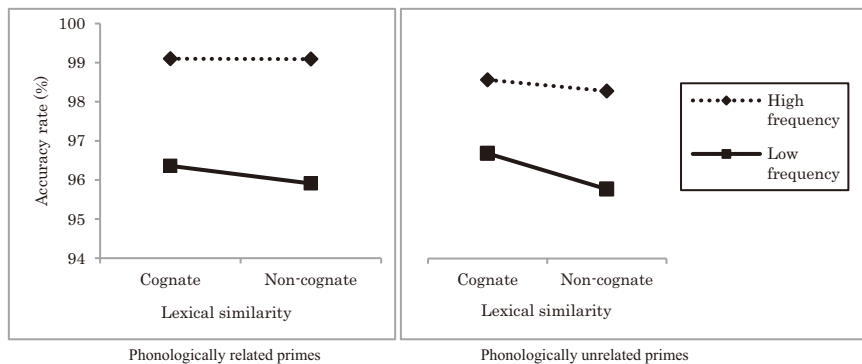 100
99
98
97
96
95
94
Accuracy rate (%)
Cognate
Non-cognate
Lexical similarity
Phonologically related primes
Cognate
Non-cognate
Lexical similarity
Phonologically unrelated primes
High
frequency
Low
frequency